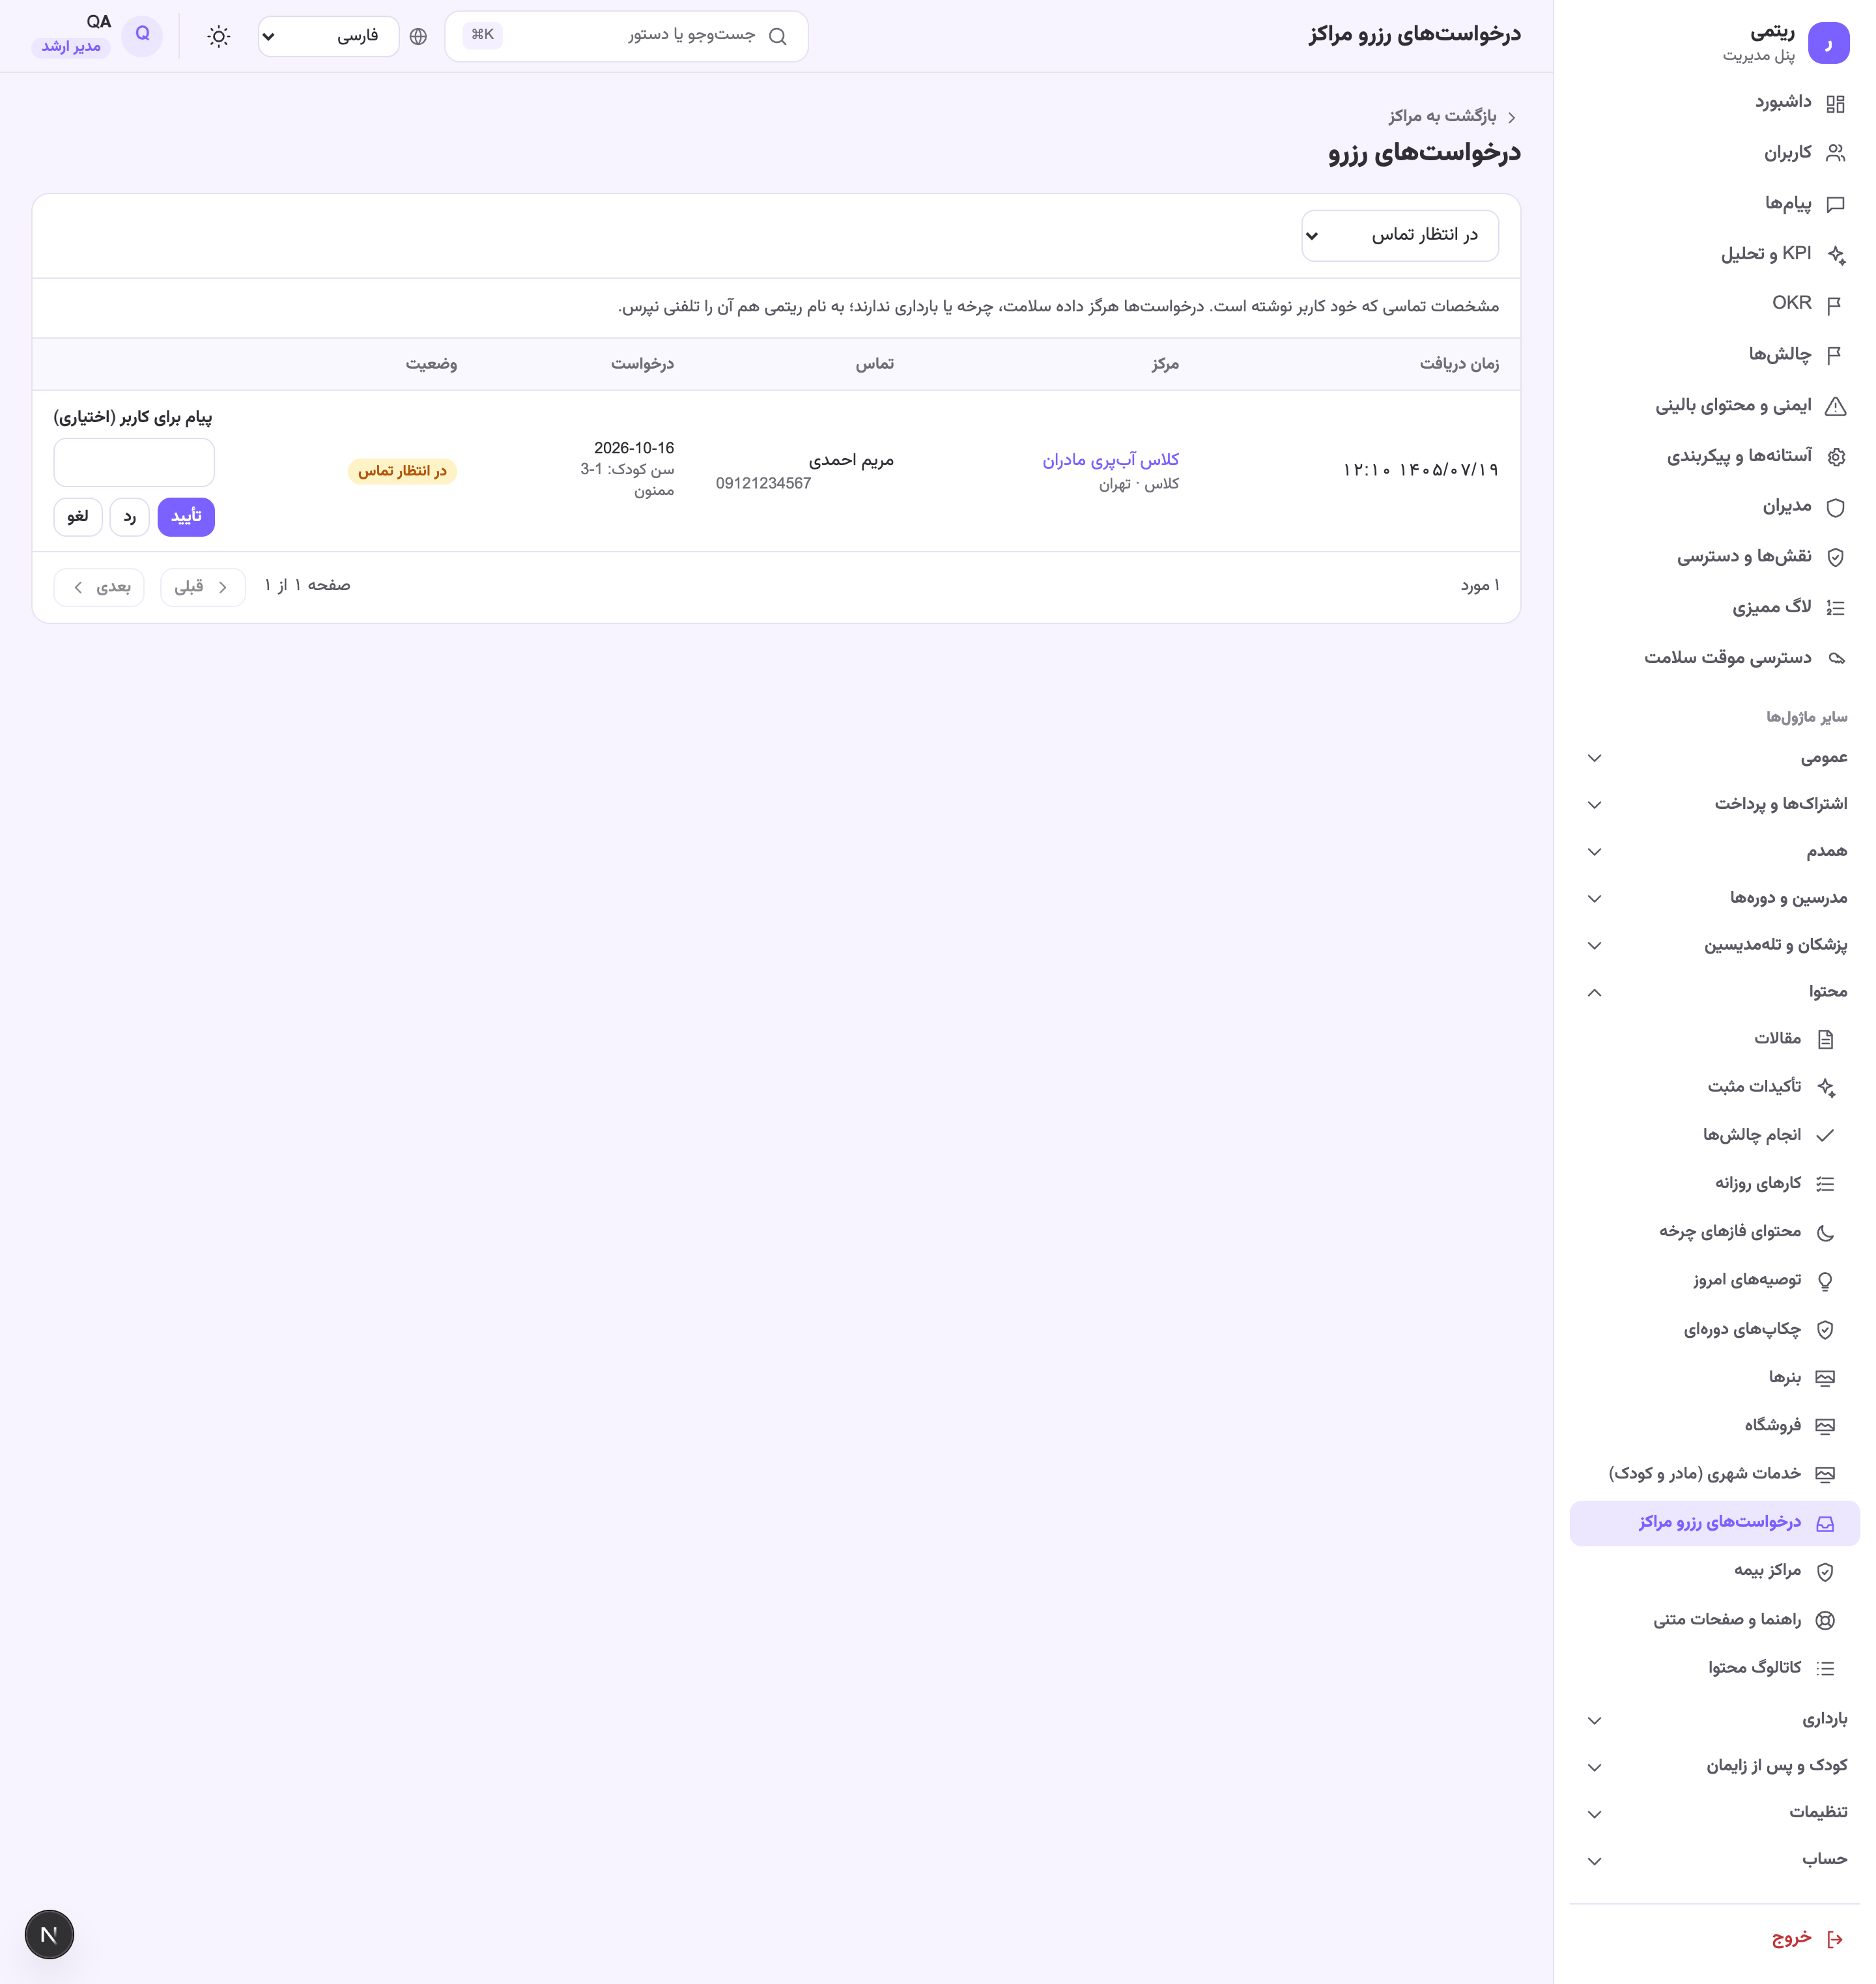 ر
ریتمی
پنل مدیریت
داشبورد
کاربران
پیام‌ها
KPI و تحلیل
OKR
چالش‌ها
ایمنی و محتوای بالینی
آستانه‌ها و پیکربندی
مدیران
نقش‌ها و دسترسی
لاگ ممیزی
دسترسی موقت سلامت
سایر ماژول‌ها
عمومی
اشتراک‌ها و پرداخت
همدم
مدرسین و دوره‌ها
پزشکان و تله‌مدیسین
محتوا
مقالات
تأکیدات مثبت
انجام چالش‌ها
کارهای روزانه
محتوای فازهای چرخه
توصیه‌های امروز
چکاپ‌های دوره‌ای
بنرها
فروشگاه
خدمات شهری (مادر و کودک)
درخواست‌های رزرو مراکز
مراکز بیمه
راهنما و صفحات متنی
کاتالوگ محتوا
بارداری
کودک و پس از زایمان
تنظیمات
حساب
خروج
درخواست‌های رزرو مراکز
جست‌وجو یا دستور
⌘K
فارسی
Q
QA
مدیر ارشد
بازگشت به مراکز
درخواست‌های رزرو
در انتظار تماس
مشخصات تماسی که خود کاربر نوشته است. درخواست‌ها هرگز داده سلامت، چرخه یا بارداری ندارند؛ به نام ریتمی هم آن را تلفنی نپرس.
زمان دریافت مرکز تماس درخواست وضعیت
۱۴۰۵/۰۷/۱۹ ۱۲:۱۰
کلاس آب‌پری مادران
کلاس · تهران
مریم احمدی
09121234567
2026-10-16
سن کودک: 1-3
ممنون
در انتظار تماس
پیام برای کاربر (اختیاری)
تأیید رد لغو
۱ مورد
صفحه ۱ از ۱
قبلی
بعدی
N